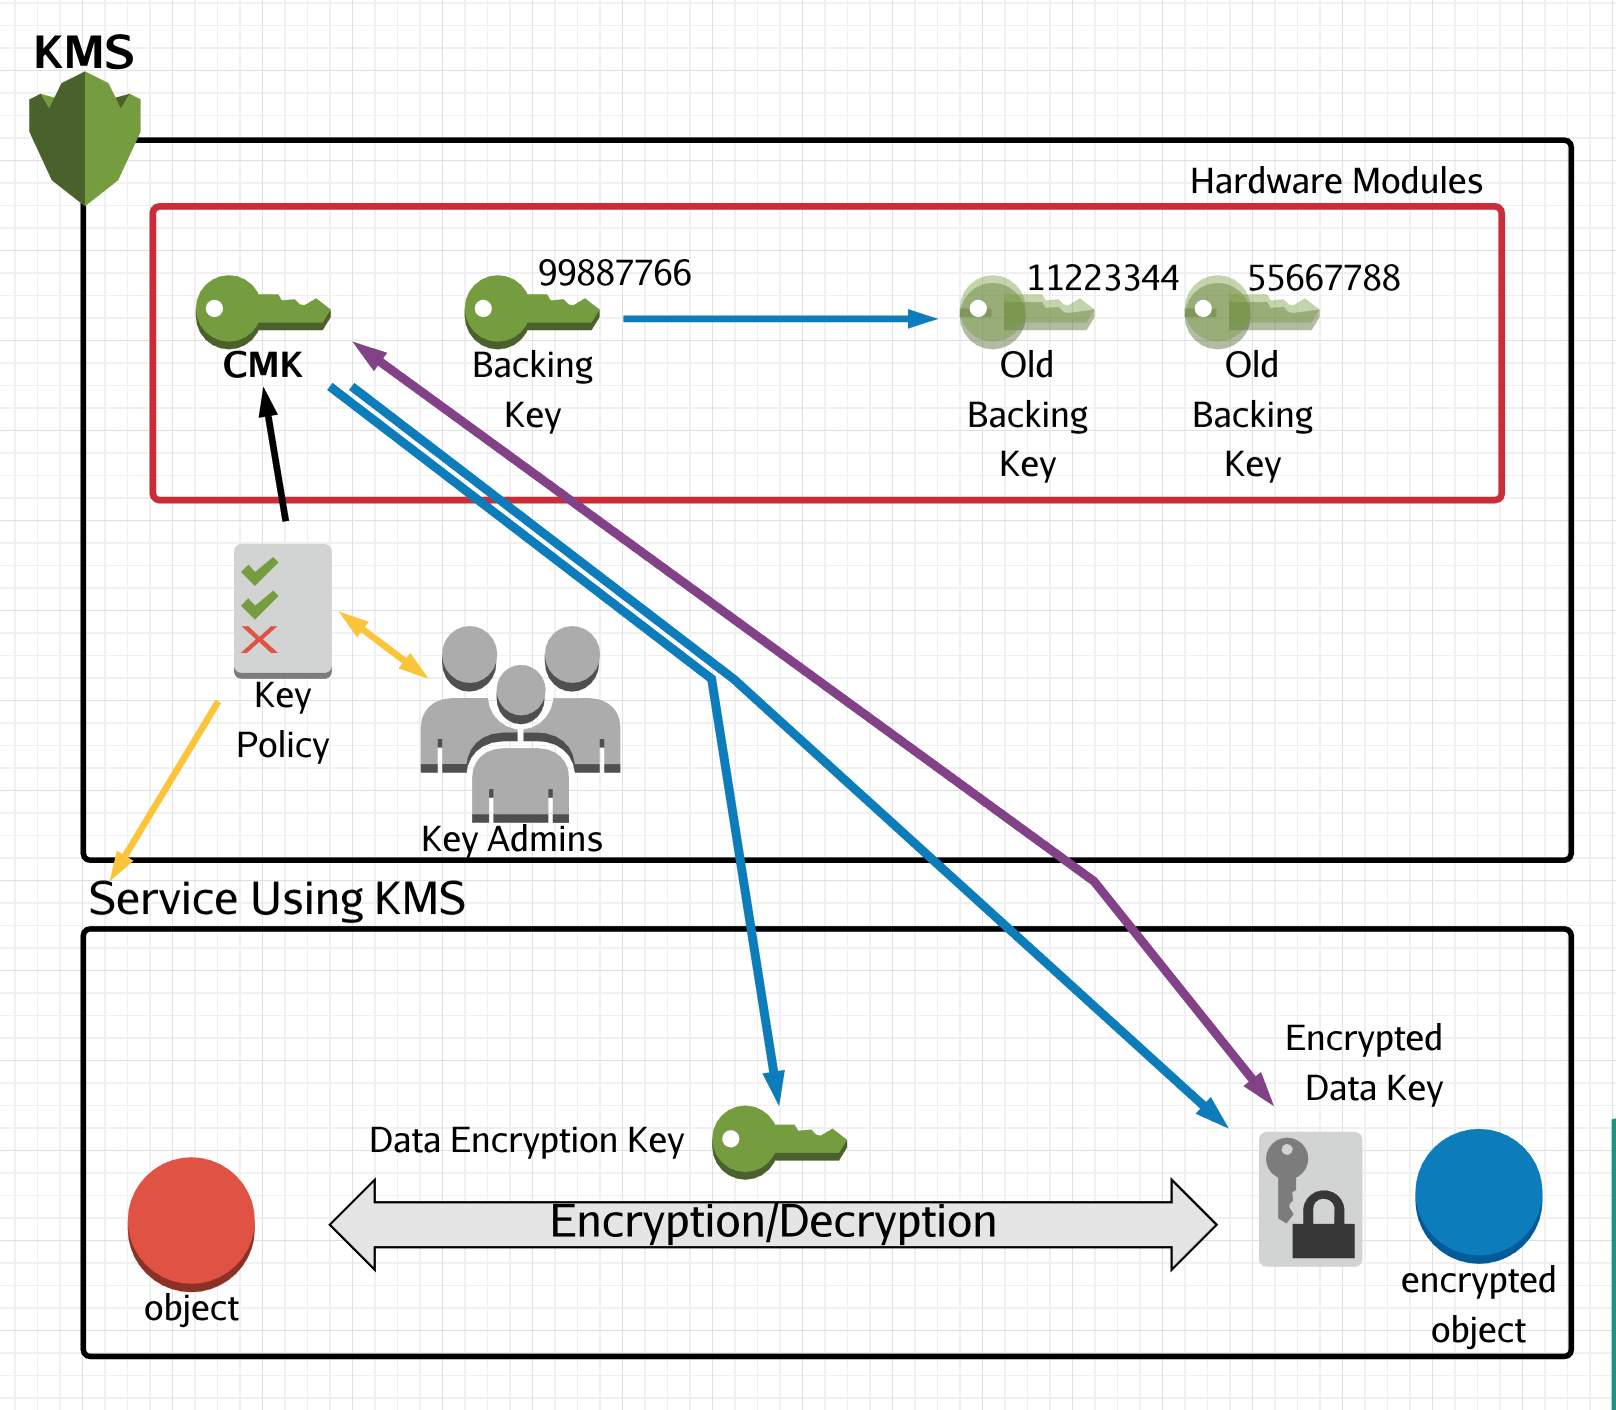 KMS
Hardware Modules
99887766
11223344
55667788
CMK
Backing
Key
Old
Backing
Key
Old
Backing
Key
Key
Policy
Key Admins
Service Using KMS
Encrypted
Data Key
Data Encryption Key
Encryption/Decryption
object
encrypted
object